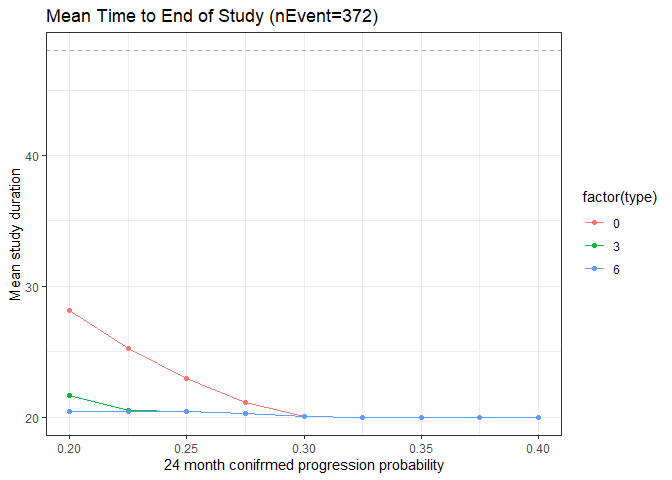 Mean Time to End of Study (nEvent=372)
Mean study duration
40
30
20
0.20
0.25
0.30
0.35
0.40
24 month conifrmed progression probability
factor(type)
0
3
6